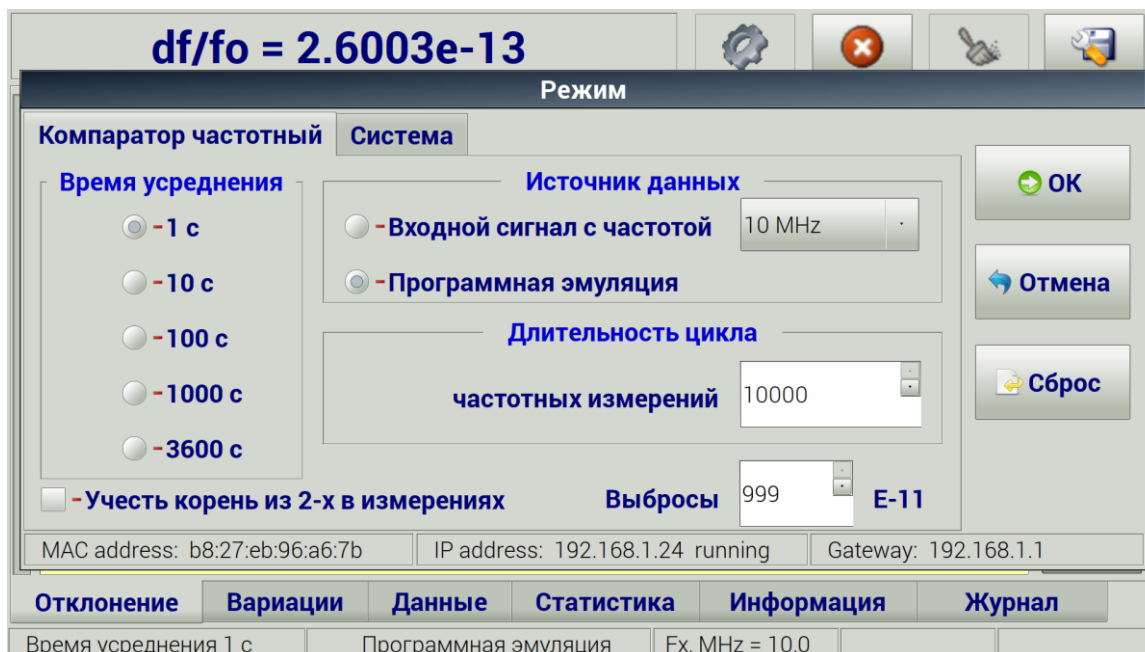 df/fo = 2.6003e-13
Режим
Компаратор частотный Система
Время усреднения
-1 с
-10 с
-100 с
-1000 с
-3600 с
Источник данных
-Входной сигнал с частотой 10 MHz
-Программная эмуляция
Длительность цикла
частотных измерений 10000
-Учесть корень из 2-х в измерениях
Выбросы 999 E-11
ОК
Отмена
Сброс
MAC address: b8:27:eb:96:a6:7b IP address: 192.168.1.24 running Gateway: 192.168.1.1
Отклонение Вариации Данные Статистика Информация Журнал
Время усреднения 1 с Программная эмуляция Fx, MHz = 10.0